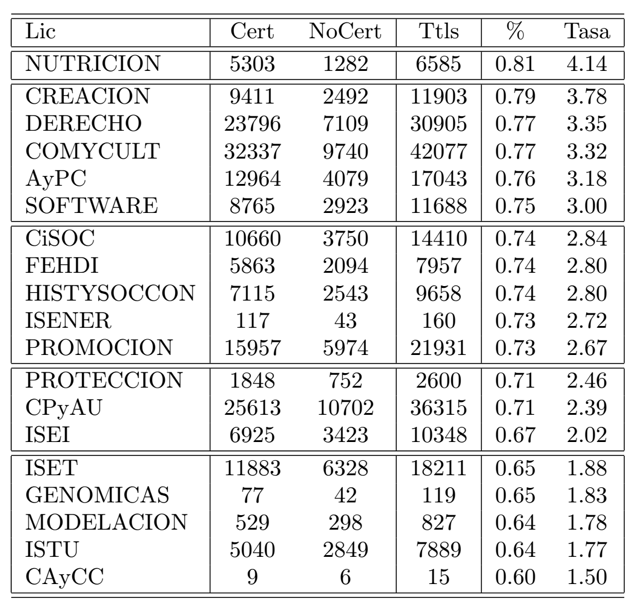 Lic Cert NoCert Ttls % Tasa
NUTRICION 5303 1282 6585 0.81 4.14
CREACION 9411 2492 11903 0.79 3.78
DERECHO 23796 7109 30905 0.77 3.35
COMYCULT 32337 9740 42077 0.77 3.32
AyPC 12964 4079 17043 0.76 3.18
SOFTWARE 8765 2923 11688 0.75 3.00
CiSOC 10660 3750 14410 0.74 2.84
FEHDI 5863 2094 7957 0.74 2.80
HISTYSOCCON 7115 2543 9658 0.74 2.80
ISENER 117 43 160 0.73 2.72
PROMOCION 15957 5974 21931 0.73 2.67
PROTECCION 1848 752 2600 0.71 2.46
CPyAU 25613 10702 36315 0.71 2.39
ISEI 6925 3423 10348 0.67 2.02
ISET 11883 6328 18211 0.65 1.88
GENOMICAS 77 42 119 0.65 1.83
MODELACION 529 298 827 0.64 1.78
ISTU 5040 2849 7889 0.64 1.77
CAyCC 9 6 15 0.60 1.50